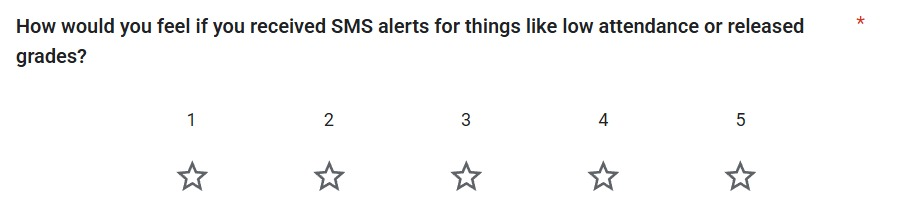 How would you feel if you received SMS alerts for things like low attendance or released *
grades?
1 2 3 4 5